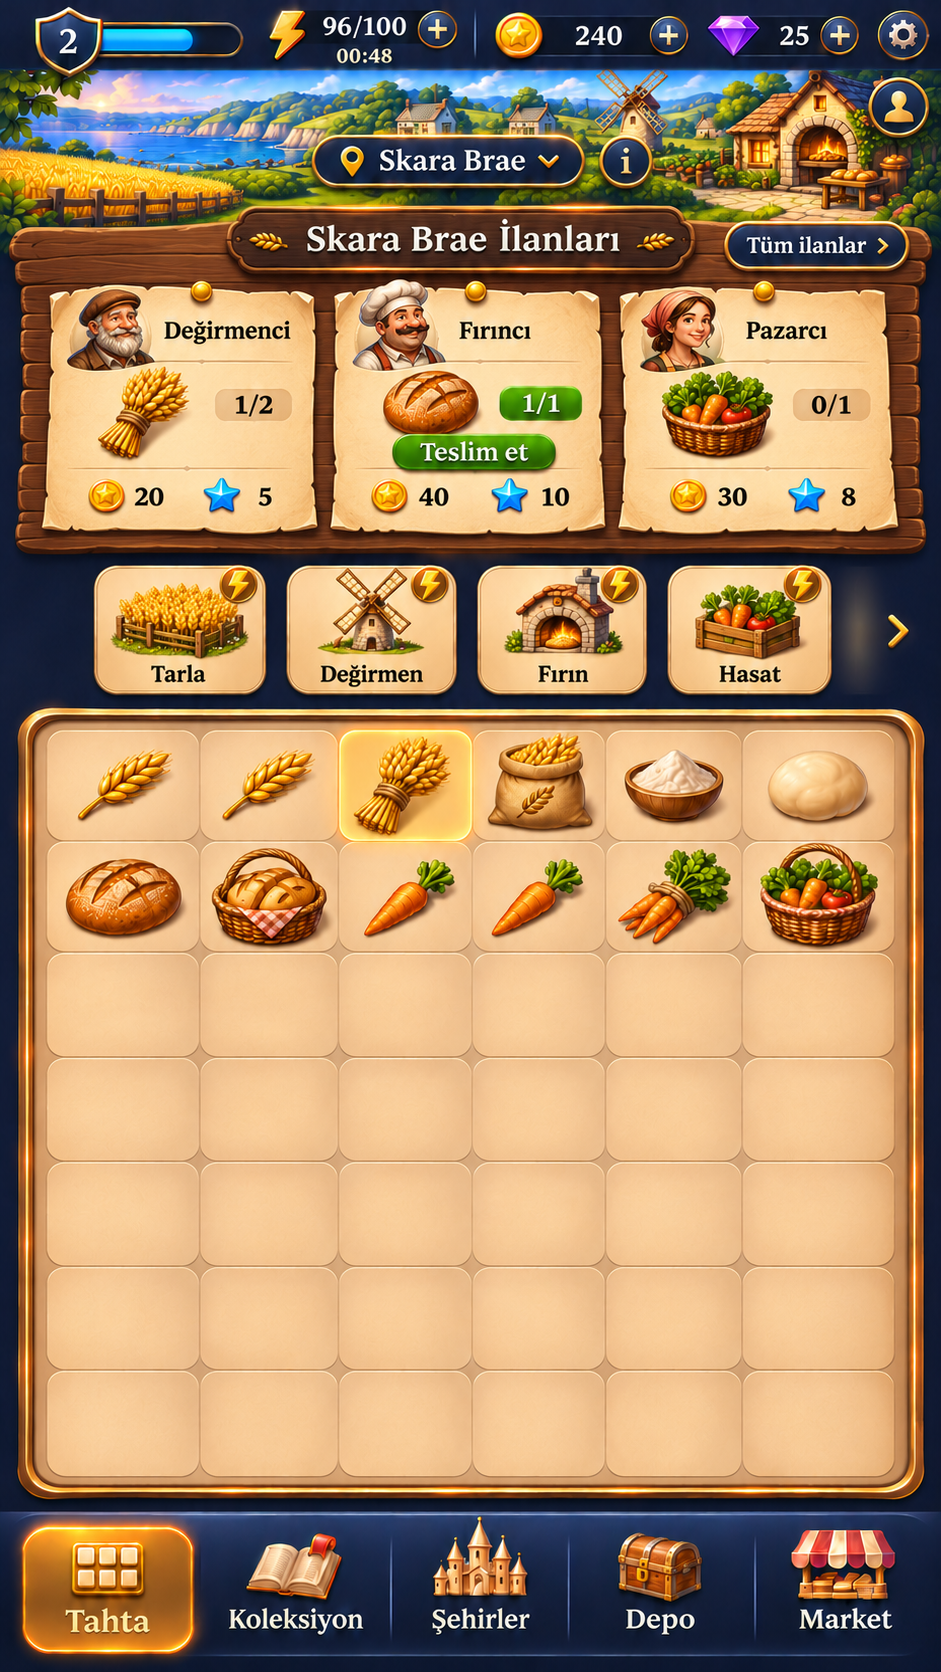 2
96/100
00:48
240
25
Skara Brae
i
Skara Brae İlanları
Tüm ilanlar
Değirmenci
1/2
20
5
Fırıncı
1/1
Teslim et
40
10
Pazarcı
0/1
30
8
Tarla
Değirmen
Fırın
Hasat
Tahta
Koleksiyon
Şehirler
Depo
Market